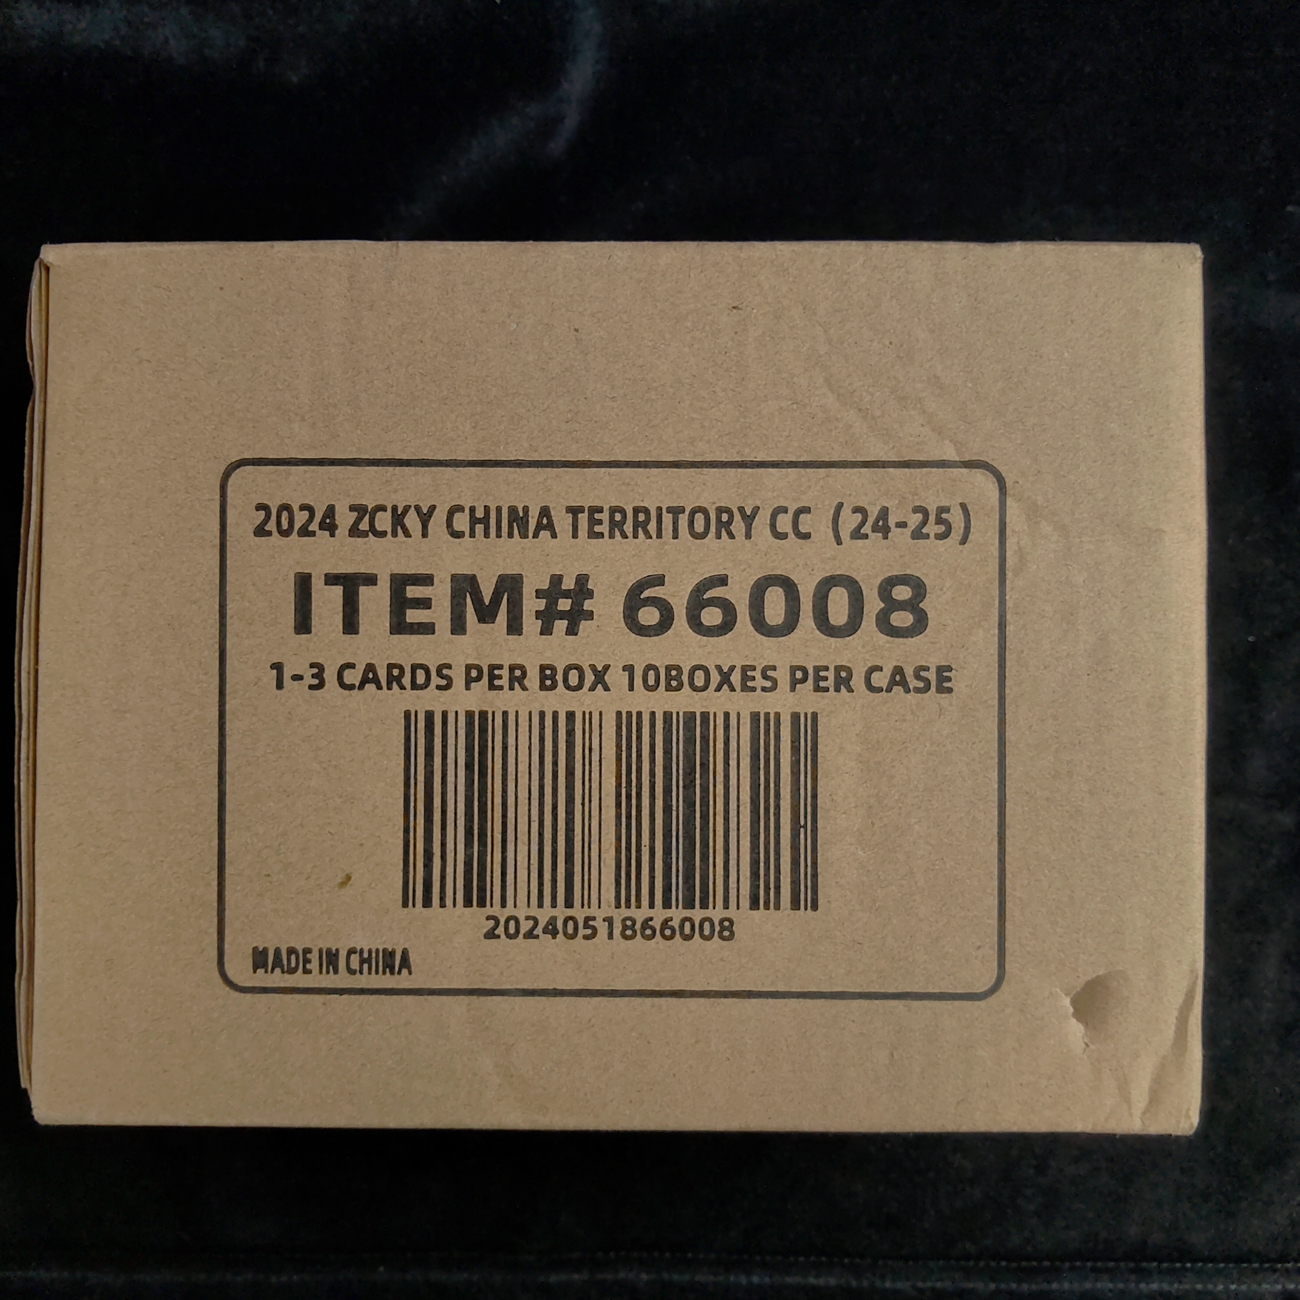 2024 ZCKY CHINA TERRITORY CC (24-25)
ITEM# 66008
1-3 CARDS PER BOX 10BOXES PER CASE
2024051866008
MADE IN CHINA